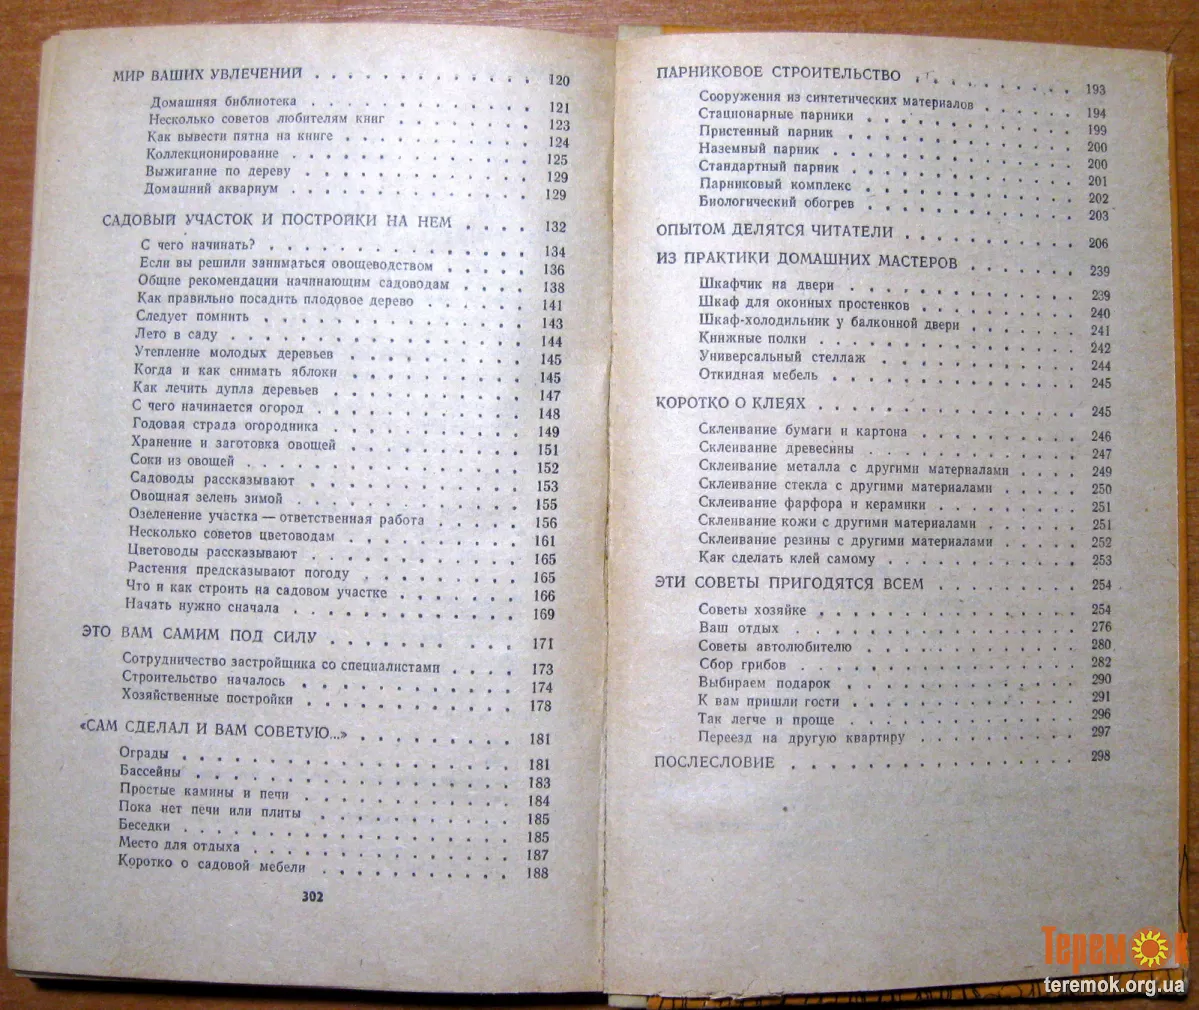 МИР ВАШИХ УВЛЕЧЕНИЙ . . . . . . . . . . . . . 120
Домашняя библиотека . . . . . . . . . . . . 121
Несколько советов любителям книг . . . . . . . . 123
Как вывести пятна на книге . . . . . . . . . . 124
Коллекционирование . . . . . . . . . . . . 125
Выжигание по дереву . . . . . . . . . . . . 129
Домашний аквариум . . . . . . . . . . . . 129
САДОВЫЙ УЧАСТОК И ПОСТРОЙКИ НА НЕМ . . . . 132
С чего начинать? . . . . . . . . . . . . . 134
Если вы решили заниматься овощеводством . . . . . 136
Общие рекомендации начинающим садоводам . . . . 138
Как правильно посадить плодовое дерево . . . . . . 141
Следует помнить . . . . . . . . . . . . . 143
Лето в саду . . . . . . . . . . . . . . . 144
Утепление молодых деревьев . . . . . . . . . . 145
Когда и как снимать яблоки . . . . . . . . . . 145
Как лечить дупла деревьев . . . . . . . . . . 147
С чего начинается огород . . . . . . . . . . . 148
Годовая страда огородника . . . . . . . . . . 149
Хранение и заготовка овощей . . . . . . . . . 151
Соки из овощей . . . . . . . . . . . . . 152
Садоводы рассказывают . . . . . . . . . . 153
Овощная зелень зимой . . . . . . . . . . . 155
Озеленение участка — ответственная работа . . . . . 156
Несколько советов цветоводам . . . . . . . . . 161
Цветоводы рассказывают . . . . . . . . . . 165
Растения предсказывают погоду . . . . . . . . 165
Что и как строить на садовом участке . . . . . . . 166
Начать нужно сначала . . . . . . . . . . . 169
ЭТО ВАМ САМИМ ПОД СИЛУ . . . . . . . . . 171
Сотрудничество застройщика со специалистами . . . . 173
Строительство началось . . . . . . . . . . 174
Хозяйственные постройки . . . . . . . . . . 178
«САМ СДЕЛАЛ И ВАМ СОВЕТУЮ...» . . . . . . . . 181
Ограды . . . . . . . . . . . . . . . . 181
Бассейны . . . . . . . . . . . . . . . 183
Простые камины и печи . . . . . . . . . . . 184
Пока нет печи или плиты . . . . . . . . . . 185
Беседки . . . . . . . . . . . . . . . . 185
Место для отдыха . . . . . . . . . . . . . 187
Коротко о садовой мебели . . . . . . . . . . 188
302
ПАРНИКОВОЕ СТРОИТЕЛЬСТВО . . . . . . . . . 193
Сооружения из синтетических материалов . . . . . . 194
Стационарные парники . . . . . . . . . . . 199
Пристенный парник . . . . . . . . . . . . 200
Наземный парник . . . . . . . . . . . . . 200
Стандартный парник . . . . . . . . . . . . 201
Парниковый комплекс . . . . . . . . . . . 202
Биологический обогрев . . . . . . . . . . . 203
ОПЫТОМ ДЕЛЯТСЯ ЧИТАТЕЛИ . . . . . . . . . 206
ИЗ ПРАКТИКИ ДОМАШНИХ МАСТЕРОВ . . . . . . 239
Шкафчик на двери . . . . . . . . . . . . . 239
Шкаф для оконных простенков . . . . . . . . . 240
Шкаф-холодильник у балконной двери . . . . . . . 241
Книжные полки . . . . . . . . . . . . . . 242
Универсальный стеллаж . . . . . . . . . . . 244
Откидная мебель . . . . . . . . . . . . . 245
КОРОТКО О КЛЕЯХ . . . . . . . . . . . . . 245
Склеивание бумаги и картона . . . . . . . . . 246
Склеивание древесины . . . . . . . . . . . 247
Склеивание металла с другими материалами . . . . 249
Склеивание стекла с другими материалами . . . . . 250
Склеивание фарфора и керамики . . . . . . . . 251
Склеивание кожи с другими материалами . . . . . 251
Склеивание резины с другими материалами . . . . . 252
Как сделать клей самому . . . . . . . . . . 253
ЭТИ СОВЕТЫ ПРИГОДЯТСЯ ВСЕМ . . . . . . . . 254
Советы хозяйке . . . . . . . . . . . . . . 254
Ваш отдых . . . . . . . . . . . . . . . 276
Советы автолюбителю . . . . . . . . . . . . 280
Сбор грибов . . . . . . . . . . . . . . . 282
Выбираем подарок . . . . . . . . . . . . . 290
К вам пришли гости . . . . . . . . . . . . 291
Так легче и проще . . . . . . . . . . . . . 296
Переезд на другую квартиру . . . . . . . . . 297
ПОСЛЕСЛОВИЕ . . . . . . . . . . . . . . . 298
Теремок
teremok.org.ua